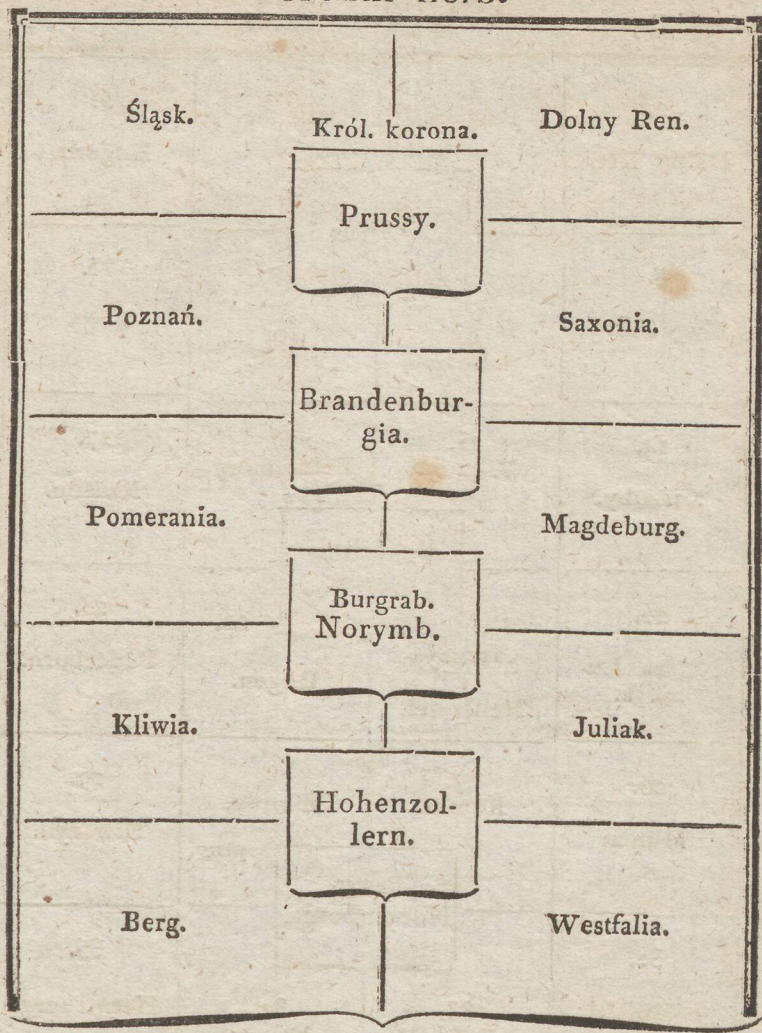 Śląsk.
Król. korona.
Dolny Ren.
Prussy.
Poznań.
Saxonia.
Brandenbur-
gia.
Pomerania.
Magdeburg.
Burgrab.
Norymb.
Kliwia.
Juliak.
Hohenzol-
lern.
Berg.
Westfalia.